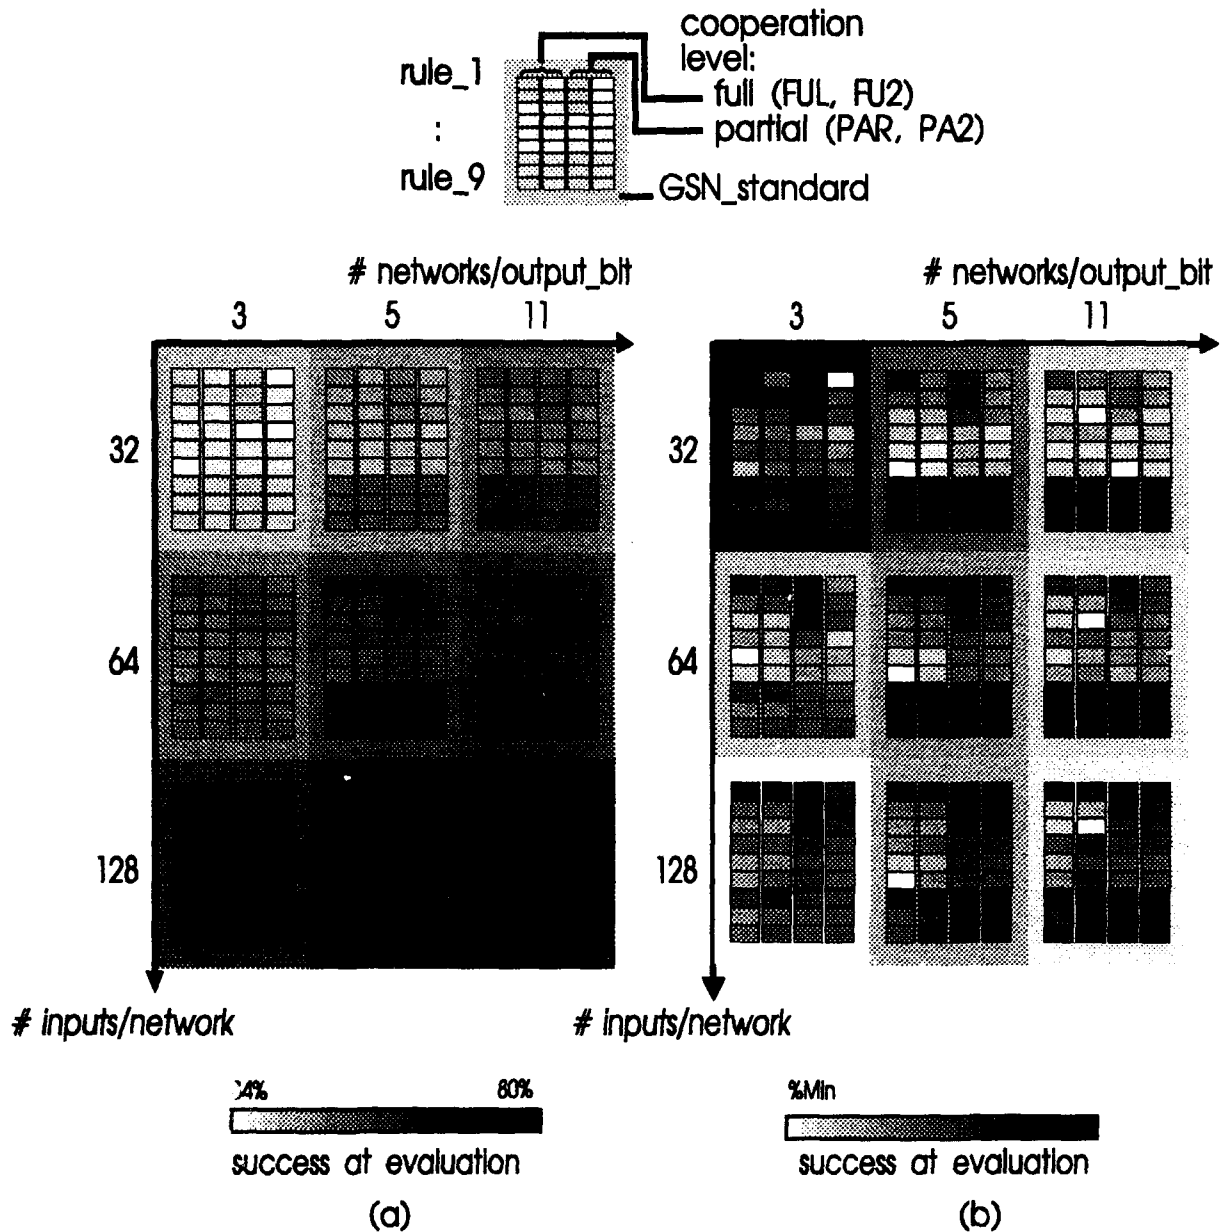 cooperation
level:
rule_1
full (FUL, FU2)
:
partial (PAR, PA2)
rule_9
GSN_standard
# networks/output_bit
3 5 11
32
64
128
# inputs/network
4% 80%
success at evaluation
(a)
# networks/output_bit
3 5 11
32
64
128
# inputs/network
%Min
success at evaluation
(b)